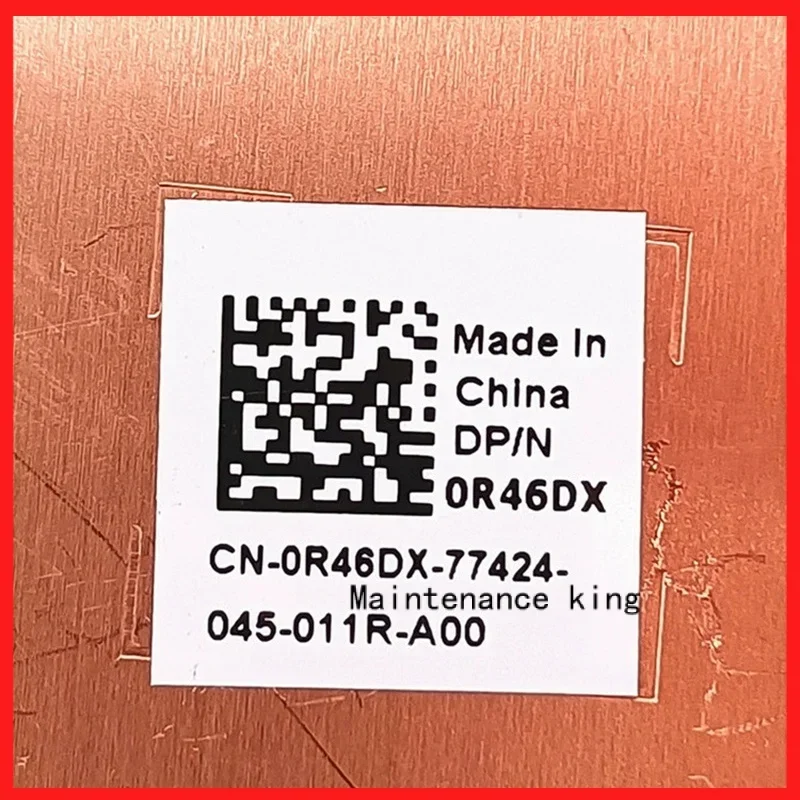 Made In
China
DP/N
0R46DX
CN-0R46DX-77424-
Maintenance king
045-011R-A00